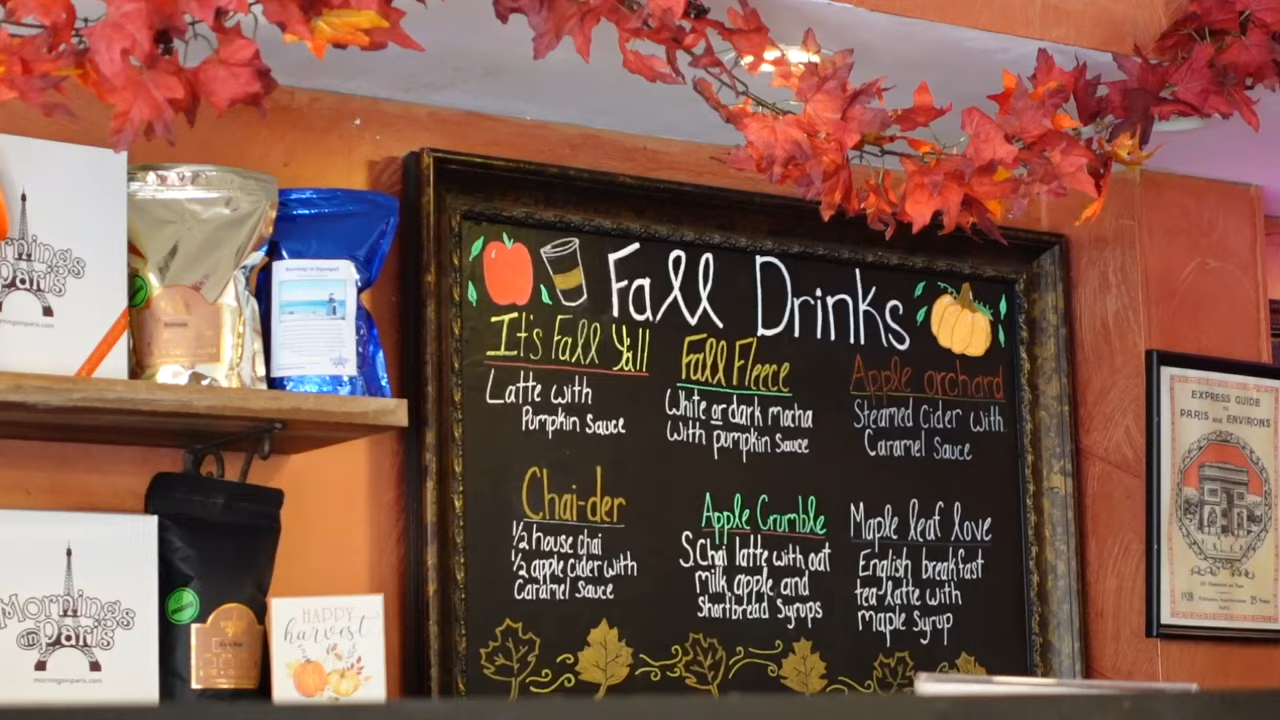 Fall Drinks
It's Fall Y'all
Latte with
Pumpkin Sauce
Fall Fleece
White or dark macha
with pumpkin sauce
Apple orchard
Steamed Cider with
Caramel Sauce
Chai-der
1/2 house chai
1/2 apple cider with
Caramel Sauce
Apple Crumble
S.Chai latte with oat
milk, apple and
Shortbread syrups
Maple leaf love
English breakfast
tea-latte with
maple syrup
Mornings
in Paris
morningsinparis.com
HAPPY
harvest
EXPRESS GUIDE
TO
PARIS AND ENVIRONS
1928
25